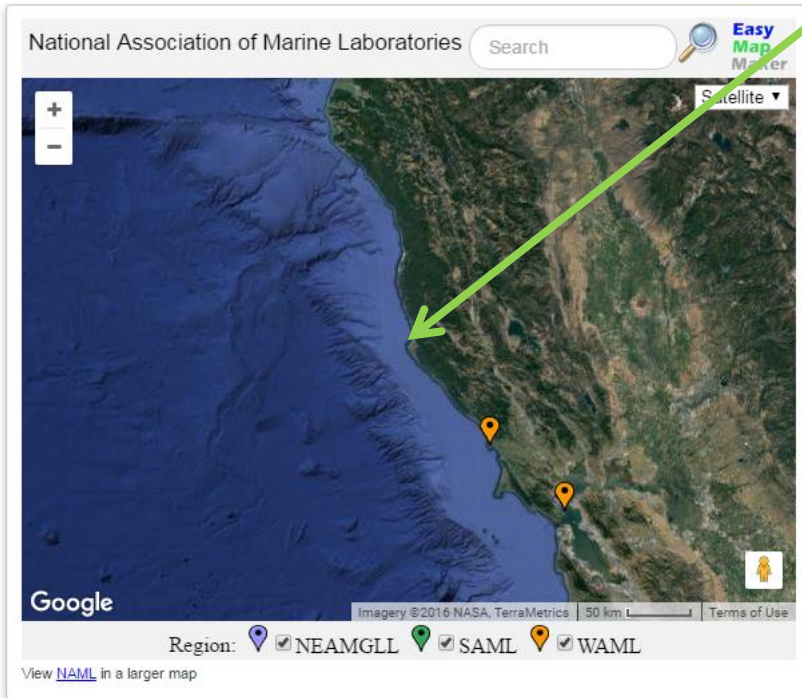 National Association of Marine Laboratories
Search
Easy
Map
Maker
+
Satellite ▼
−
Google
Imagery ©2016 NASA, TerraMetrics
50 km
Terms of Use
Region: NEAMGLL SAML WAML
View NAML in a larger map